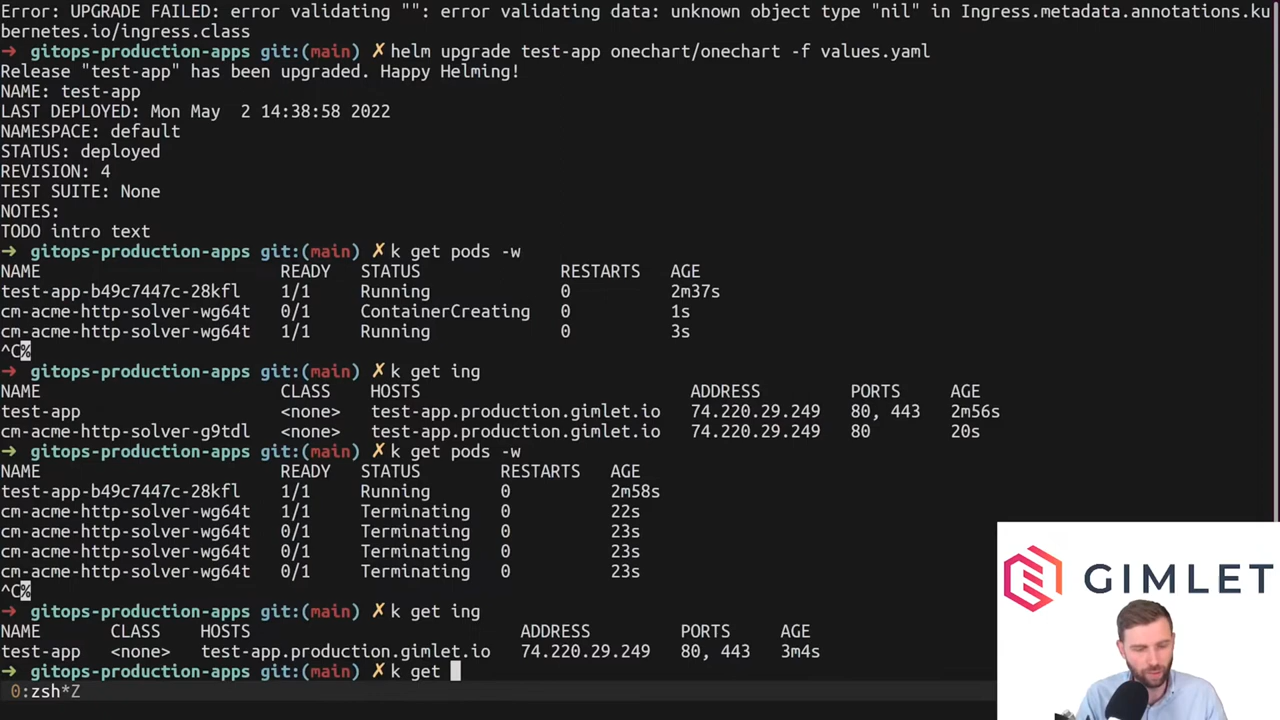 Error: UPGRADE FAILED: error validating "": error validating data: unknown object type "nil" in Ingress.metadata.annotations.ku
bernetes.io/ingress.class
➜ gitops-production-apps git:(main) ✗ helm upgrade test-app onechart/onechart -f values.yaml
Release "test-app" has been upgraded. Happy Helming!
NAME: test-app
LAST DEPLOYED: Mon May  2 14:38:58 2022
NAMESPACE: default
STATUS: deployed
REVISION: 4
TEST SUITE: None
NOTES:
TODO intro text
➜ gitops-production-apps git:(main) ✗ k get pods -w
NAME READY STATUS RESTARTS AGE
test-app-b49c7447c-28kfl 1/1 Running 0 2m37s
cm-acme-http-solver-wg64t 0/1 ContainerCreating 0 1s
cm-acme-http-solver-wg64t 1/1 Running 0 3s
^C%
➜ gitops-production-apps git:(main) ✗ k get ing
NAME CLASS HOSTS ADDRESS PORTS AGE
test-app <none> test-app.production.gimlet.io 74.220.29.249 80, 443 2m56s
cm-acme-http-solver-g9tdl <none> test-app.production.gimlet.io 74.220.29.249 80 20s
➜ gitops-production-apps git:(main) ✗ k get pods -w
NAME READY STATUS RESTARTS AGE
test-app-b49c7447c-28kfl 1/1 Running 0 2m58s
cm-acme-http-solver-wg64t 1/1 Terminating 0 22s
cm-acme-http-solver-wg64t 0/1 Terminating 0 23s
cm-acme-http-solver-wg64t 0/1 Terminating 0 23s
cm-acme-http-solver-wg64t 0/1 Terminating 0 23s
^C%
➜ gitops-production-apps git:(main) ✗ k get ing
NAME CLASS HOSTS ADDRESS PORTS AGE
test-app <none> test-app.production.gimlet.io 74.220.29.249 80, 443 3m4s
➜ gitops-production-apps git:(main) ✗ k get
0:zsh*Z
GIMLET